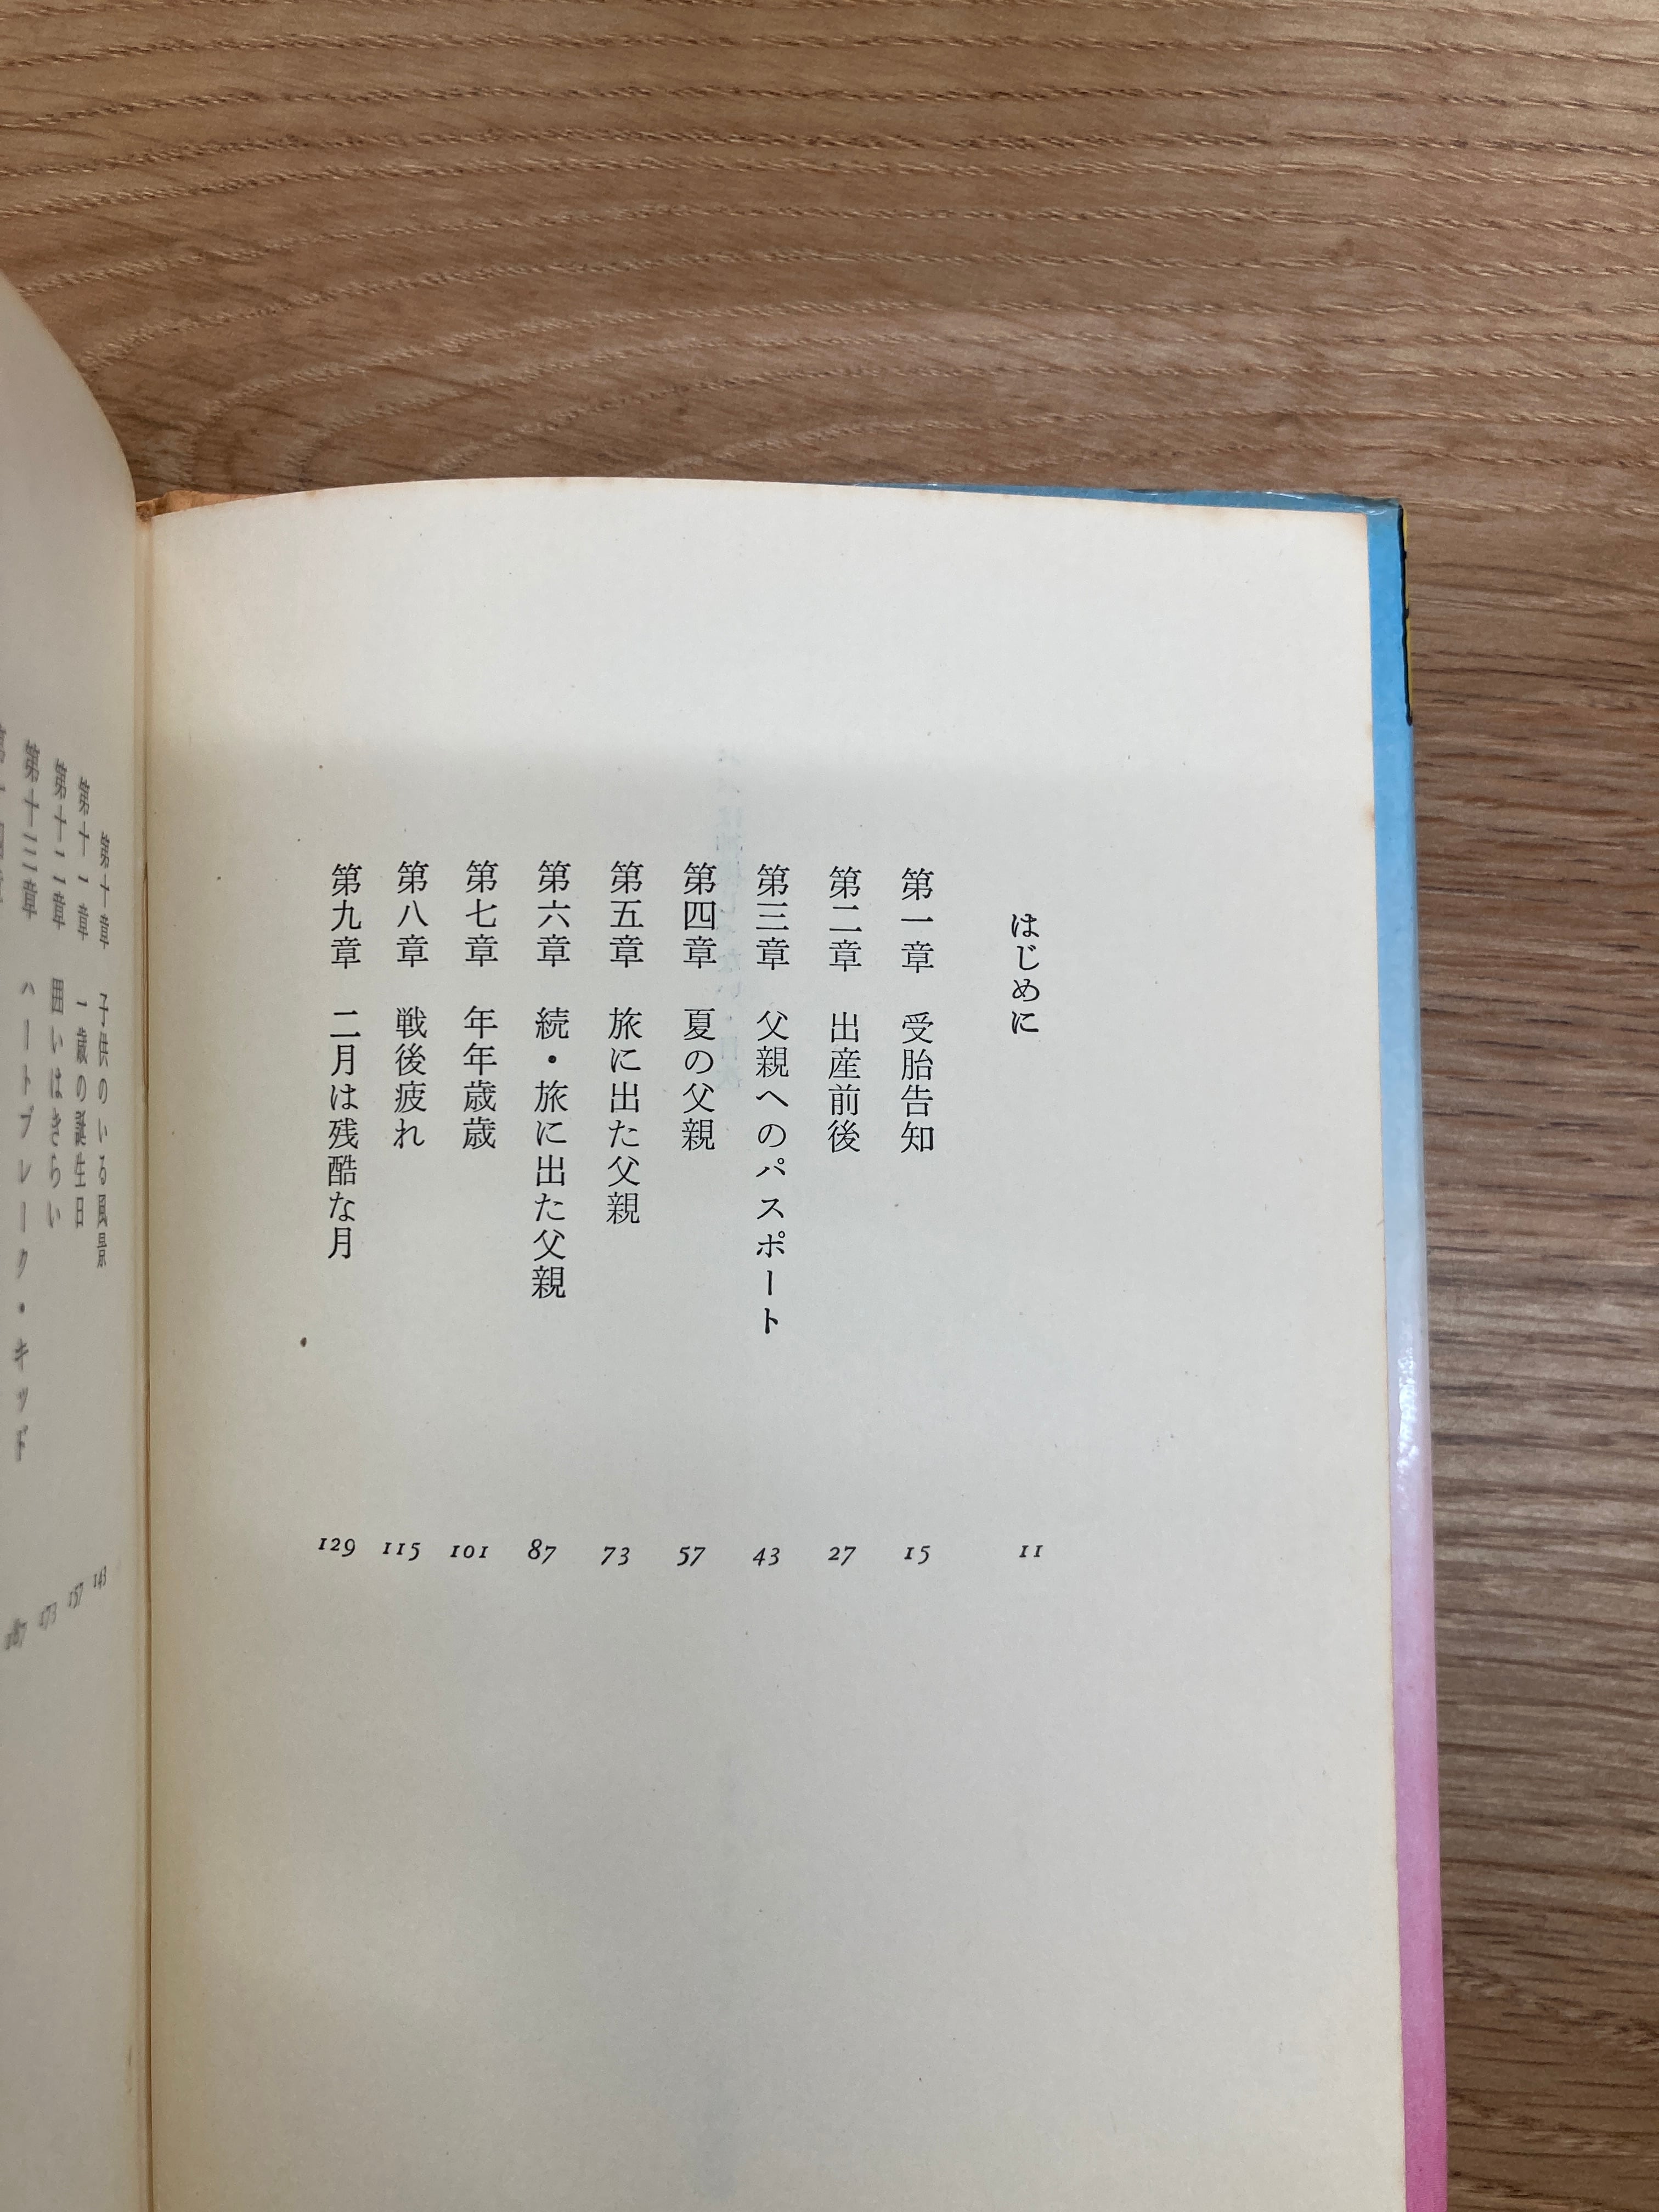 はじめに 11
第一章 受胎告知 15
第二章 出産前後 27
第三章 父親へのパスポート 43
第四章 夏の父親 57
第五章 旅に出た父親 73
第六章 続・旅に出た父親 87
第七章 年年歳歳 101
第八章 戦後疲れ 115
第九章 二月は残酷な月 129
第十章 子供のいる風景 143
第十一章 一歳の誕生日 157
第十二章 囲いはきらい 173
第十三章 ハートブレーク・キッド 187